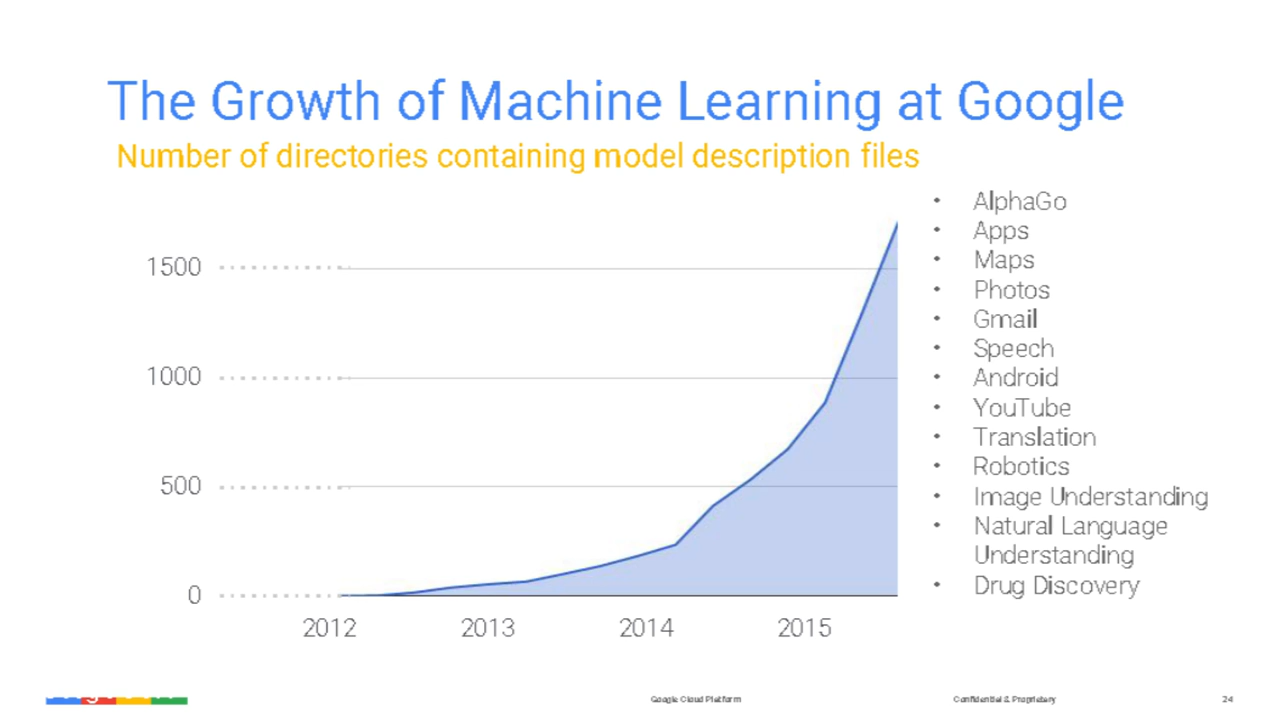 The Growth of Machine Learning at Google
Number of directories containing model description files
1500
1000
500
0
2012 2013 2014 2015
• AlphaGo
• Apps
• Maps
• Photos
• Gmail
• Speech
• Android
• YouTube
• Translation
• Robotics
• Image Understanding
• Natural Language
Understanding
• Drug Discovery
Google Cloud Platform
Confidential & Proprietary
24